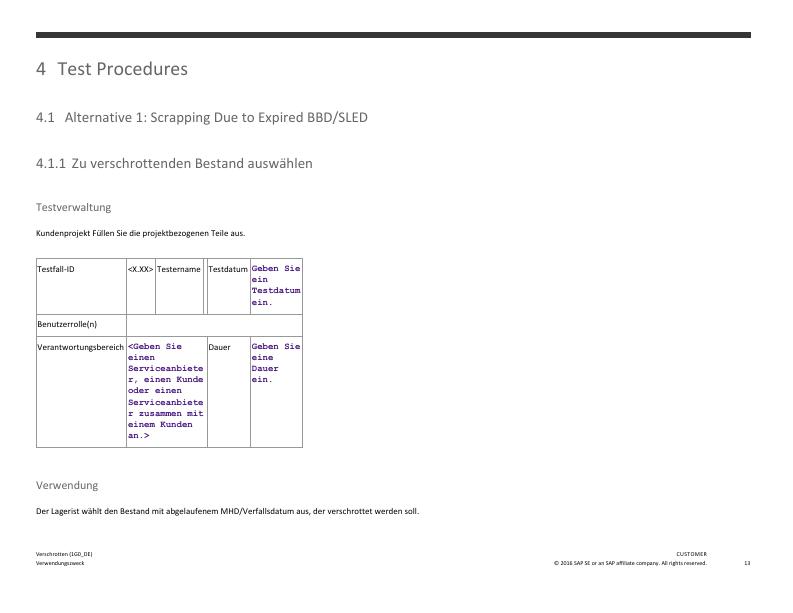 4 Test Procedures
4.1 Alternative 1: Scrapping Due to Expired BBD/SLED
4.1.1 Zu verschrottenden Bestand auswählen
Testverwaltung
Kundenprojekt Füllen Sie die projektbezogenen Teile aus.
Testfall-ID <X.XX> Testername Testdatum Geben Sie
ein
Testdatum
ein.
Benutzerrolle(n)
Verantwortungsbereich <Geben Sie
einen
Serviceanbiete
r, einen Kunde
oder einen
Serviceanbiete
r zusammen mit
einem Kunden
an.>
Dauer
Geben Sie
eine
Dauer
ein.
Verwendung
Der Lagerist wählt den Bestand mit abgelaufenem MHD/Verfallsdatum aus, der verschrottet werden soll.
Verschrotten (1G0_DE)
Verwendungszweck
CUSTOMER
© 2016 SAP SE or an SAP affiliate company. All rights reserved. 13